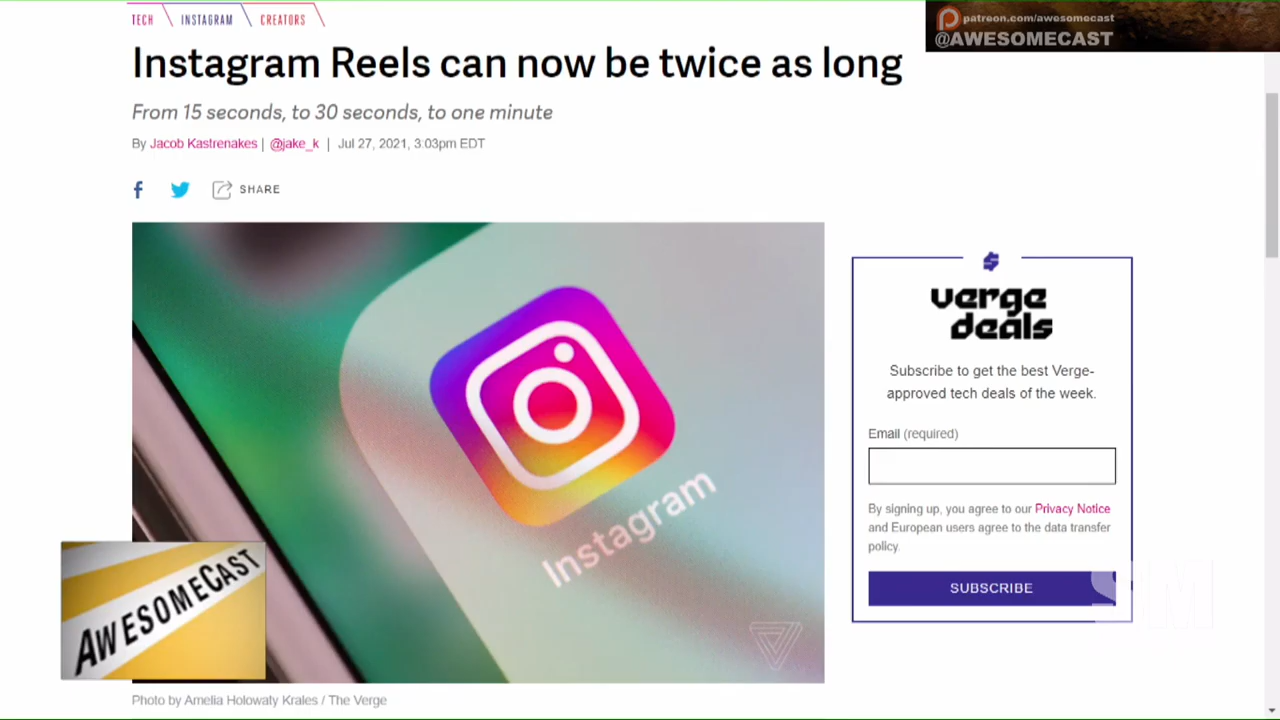 TECH INSTAGRAM CREATORS
patreon.com/awesomecast
@AWESOMECAST
Instagram Reels can now be twice as long
From 15 seconds, to 30 seconds, to one minute
By Jacob Kastrenakes | @jake_k | Jul 27, 2021, 3:03pm EDT
f SHARE
Instagram
verge
deals
Subscribe to get the best Verge-
approved tech deals of the week.
Email (required)
By signing up, you agree to our Privacy Notice
and European users agree to the data transfer
policy.
SUBSCRIBE
AWESOMECAST
Photo by Amelia Holowaty Krales / The Verge